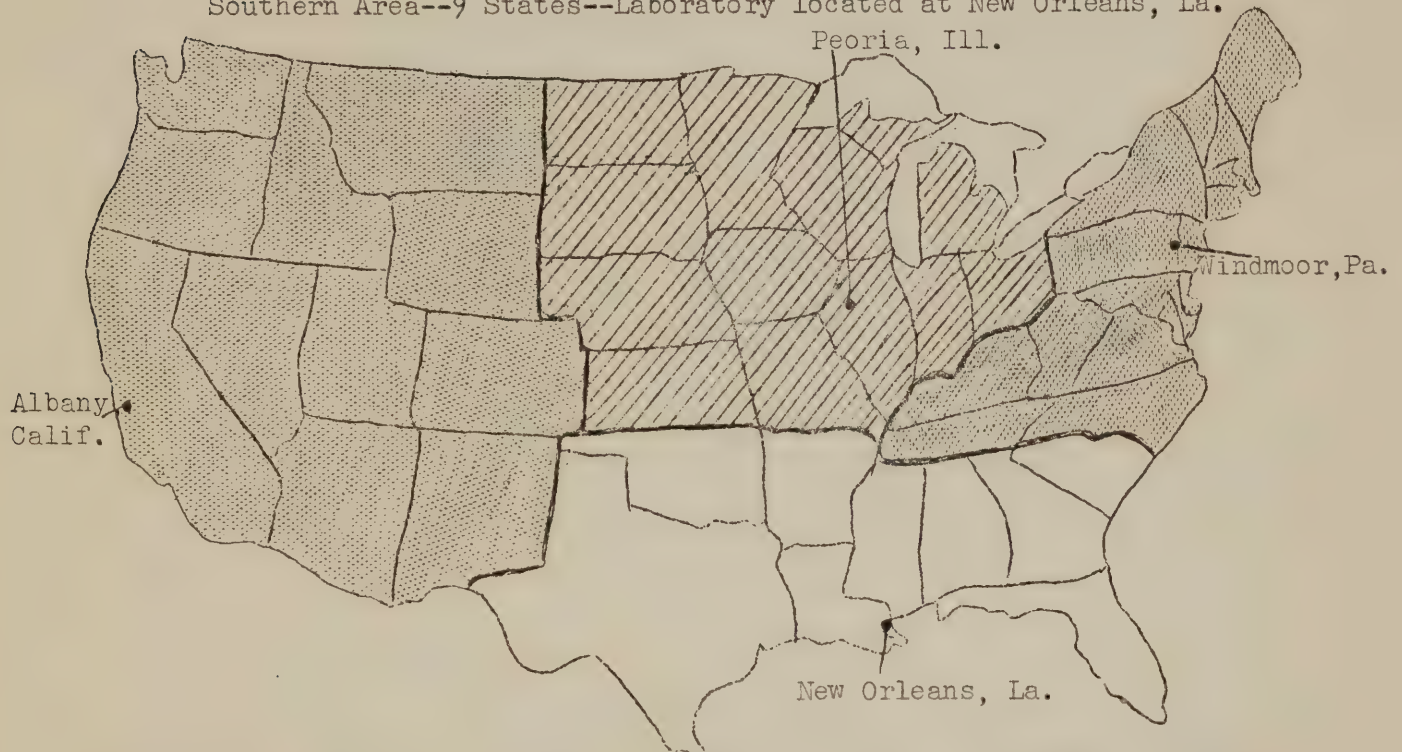 Southern Area--9 States--Laboratory located at New Orleans, La.
Peoria, Ill.
Windmoor,Pa.
Albany
Calif.
New Orleans, La.